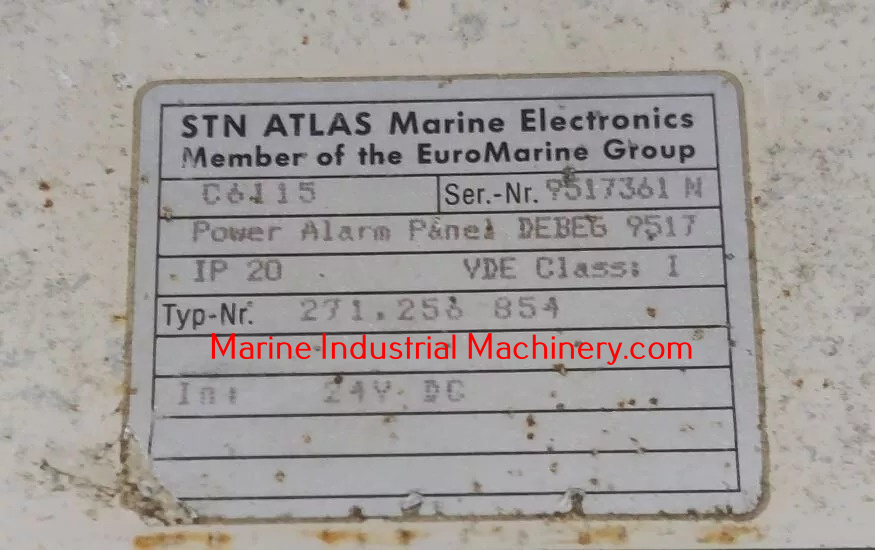 STN ATLAS Marine Electronics
Member of the EuroMarine Group
C6115 Ser.-Nr. 9517361 M
Power Alarm Panel DEBEG 9517
IP 20 VDE Class: I
Typ-Nr. 271.256 854
Marine Industrial Machinery.com
In: 24V DC